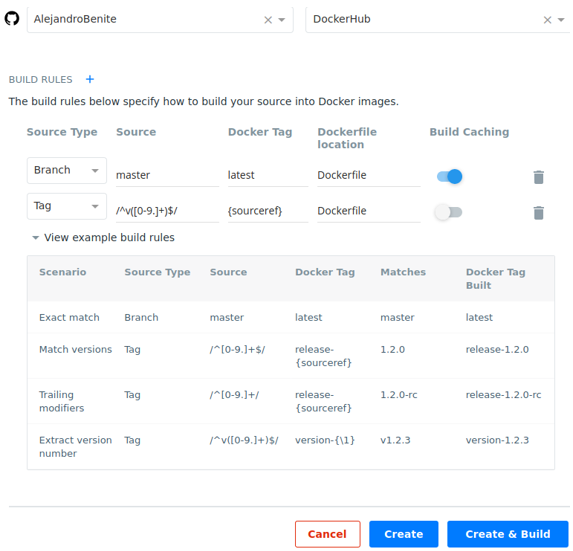 AlejandroBenite
DockerHub
BUILD RULES +
The build rules below specify how to build your source into Docker images.
Source Type Source Docker Tag Dockerfile location Build Caching
Branch master latest Dockerfile
Tag /^v([0-9.]+)$/ {sourceref} Dockerfile
View example build rules
Scenario Source Type Source Docker Tag Matches Docker Tag Built
Exact match Branch master latest master latest
Match versions Tag /^[0-9.]+$/ release-{sourceref} 1.2.0 release-1.2.0
Trailing modifiers Tag /^[0-9.]+/ release-{sourceref} 1.2.0-rc release-1.2.0-rc
Extract version number Tag /^v([0-9.]+)$/ version-{\1} v1.2.3 version-1.2.3
Cancel Create Create & Build